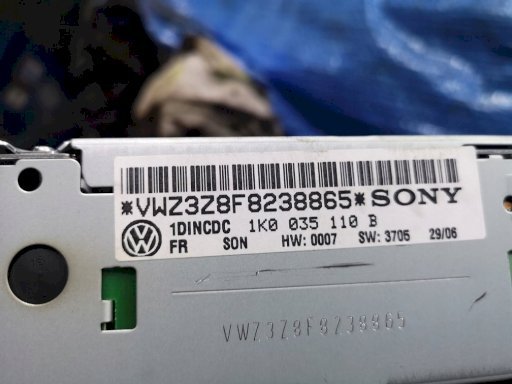 *VWZ3Z8F8238865* SONY
1DINCDC 1K0 035 110 B
FR SON HW: 0007 SW: 3705 29/06
VWZ3Z8F8238865